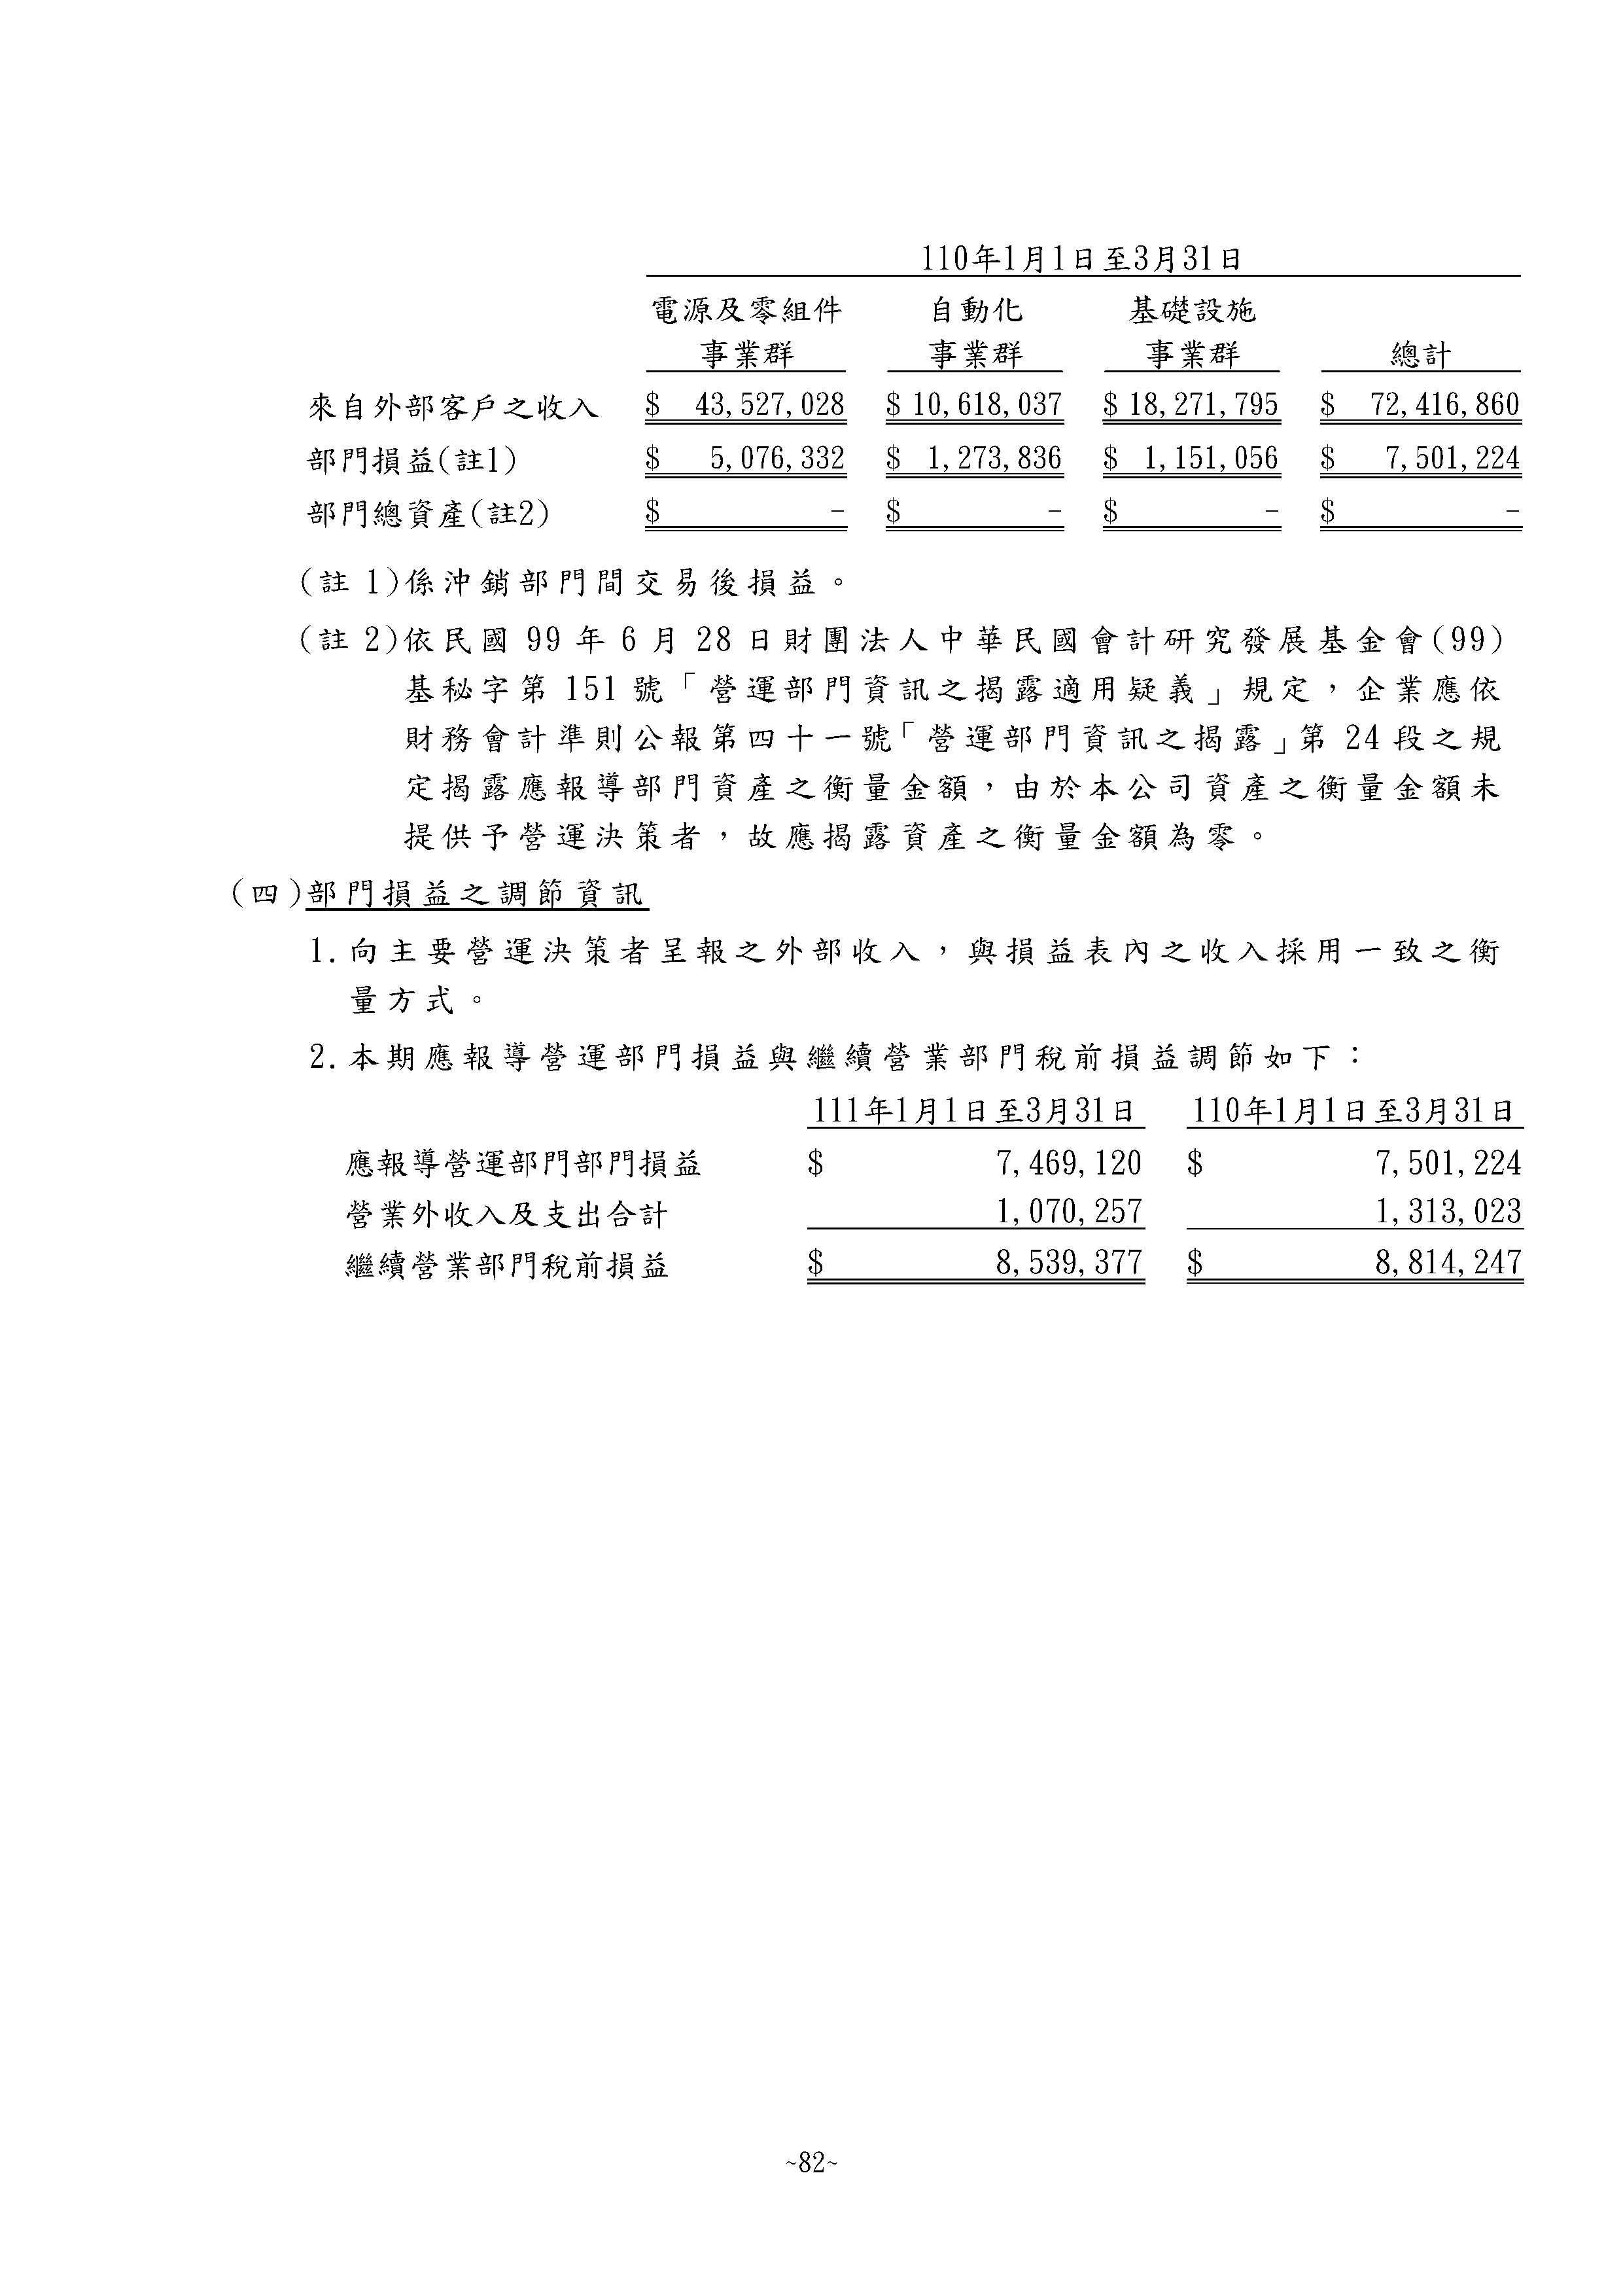 110年1月1日至3月31日
電源及零組件 自動化 基礎設施
事業群 事業群 事業群 總計
來自外部客戶之收入 $ 43,527,028 $ 10,618,037 $ 18,271,795 $ 72,416,860
部門損益(註1) $ 5,076,332 $ 1,273,836 $ 1,151,056 $ 7,501,224
部門總資產(註2) $ - $ - $ - $ -
(註 1)係沖銷部門間交易後損益。
(註 2)依民國 99 年 6 月 28 日財團法人中華民國會計研究發展基金會(99)
基秘字第 151 號「營運部門資訊之揭露適用疑義」規定，企業應依
財務會計準則公報第四十一號「營運部門資訊之揭露」第 24 段之規
定揭露應報導部門資產之衡量金額，由於本公司資產之衡量金額未
提供予營運決策者，故應揭露資產之衡量金額為零。
(四)部門損益之調節資訊
1.向主要營運決策者呈報之外部收入，與損益表內之收入採用一致之衡
量方式。
2.本期應報導營運部門損益與繼續營業部門稅前損益調節如下：
111年1月1日至3月31日 110年1月1日至3月31日
應報導營運部門部門損益 $ 7,469,120 $ 7,501,224
營業外收入及支出合計 1,070,257 1,313,023
繼續營業部門稅前損益 $ 8,539,377 $ 8,814,247
~82~